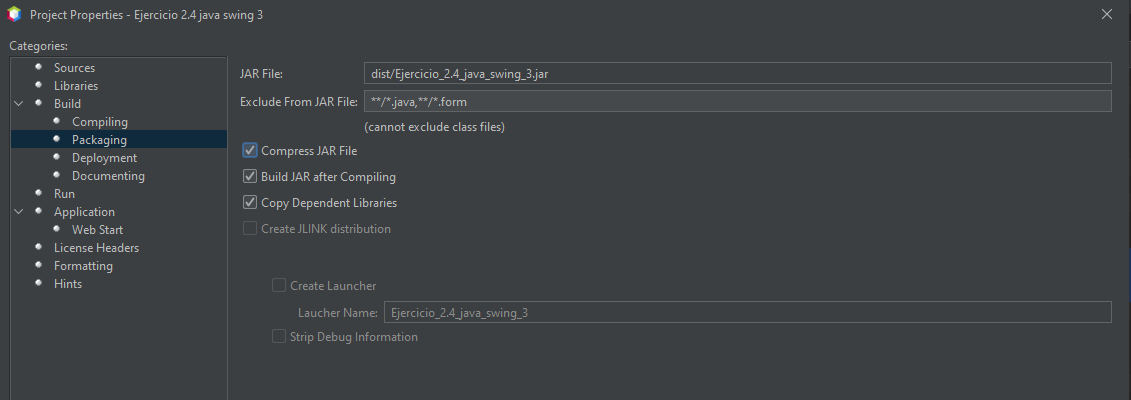 Project Properties - Ejercicio 2.4 java swing 3
Categories:
Sources
Libraries
Build
Compiling
Packaging
Deployment
Documenting
Run
Application
Web Start
License Headers
Formatting
Hints
JAR File: dist/Ejercicio_2.4_java_swing_3.jar
Exclude From JAR File: **/*.java,**/*.form
(cannot exclude class files)
Compress JAR File
Build JAR after Compiling
Copy Dependent Libraries
Create JLINK distribution
Create Launcher
Laucher Name: Ejercicio_2.4_java_swing_3
Strip Debug Information